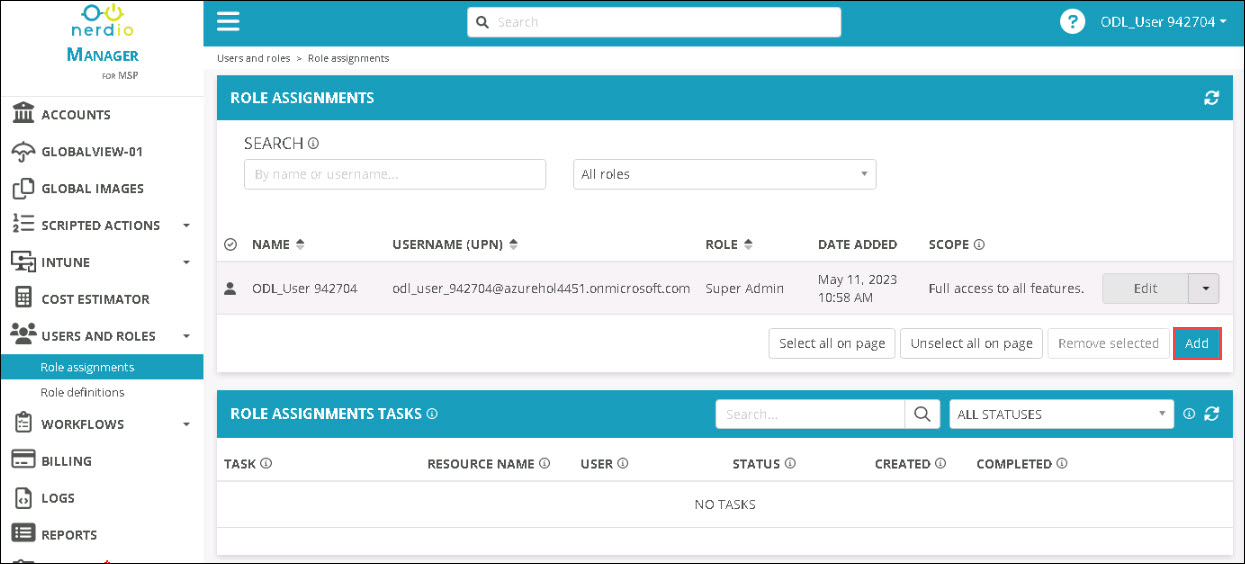 nerdio
MANAGER
FOR MSP
ACCOUNTS
GLOBALVIEW-01
GLOBAL IMAGES
SCRIPTED ACTIONS
INTUNE
COST ESTIMATOR
USERS AND ROLES
Role assignments
Role definitions
WORKFLOWS
BILLING
LOGS
REPORTS
Search
? ODL_User 942704
Users and roles > Role assignments
ROLE ASSIGNMENTS
SEARCH
By name or username... All roles
NAME USERNAME (UPN) ROLE DATE ADDED SCOPE
ODL_User 942704 odl_user_942704@azurehol4451.onmicrosoft.com Super Admin May 11, 2023 Full access to all features. Edit
10:58 AM
Select all on page Unselect all on page Remove selected Add
ROLE ASSIGNMENTS TASKS Search... ALL STATUSES
TASK RESOURCE NAME USER STATUS CREATED COMPLETED
NO TASKS